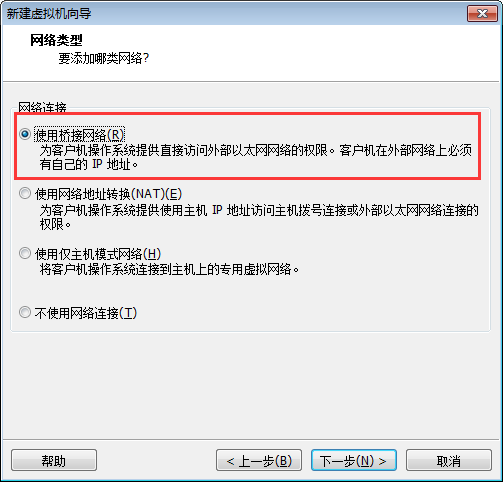 新建虚拟机向导
网络类型
要添加哪类网络?
网络连接
使用桥接网络(R)
为客户机操作系统提供直接访问外部以太网网络的权限。客户机在外部网络上必须
有自己的 IP 地址。
使用网络地址转换(NAT)(E)
为客户机操作系统提供使用主机 IP 地址访问主机拨号连接或外部以太网网络连接的
权限。
使用仅主机模式网络(H)
将客户机操作系统连接到主机上的专用虚拟网络。
不使用网络连接(T)
帮助
< 上一步(B)
下一步(N) >
取消